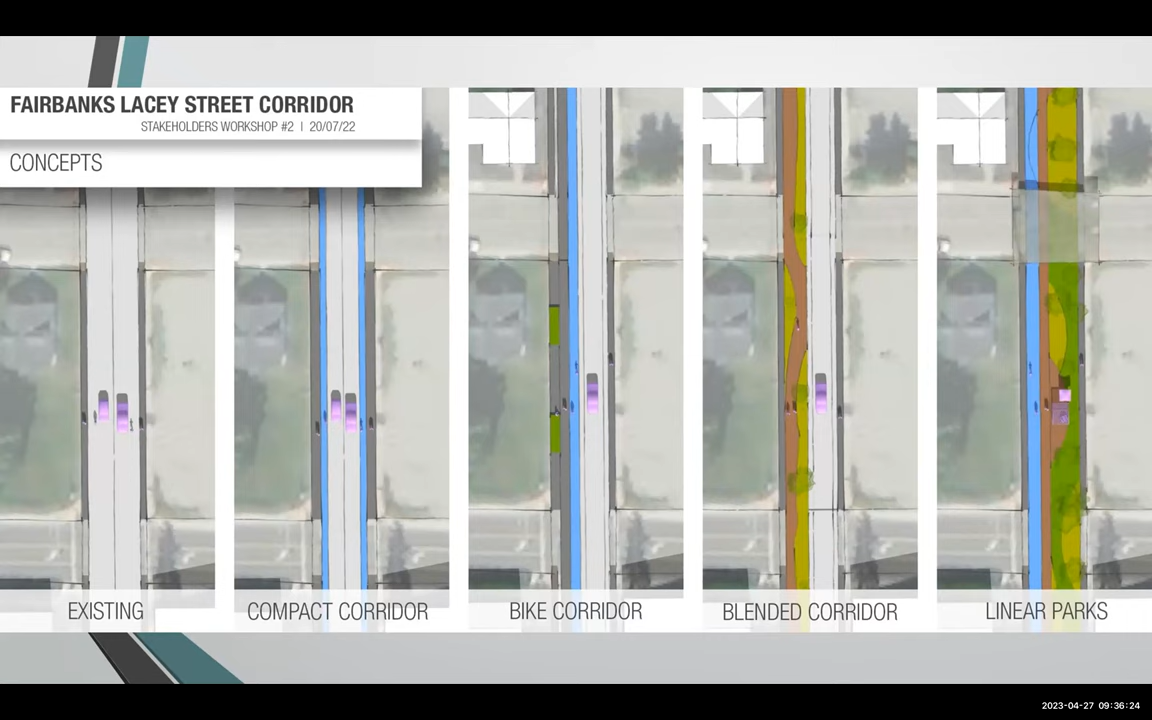 FAIRBANKS LACEY STREET CORRIDOR
STAKEHOLDERS WORKSHOP #2 | 20/07/22
CONCEPTS
EXISTING
COMPACT CORRIDOR
BIKE CORRIDOR
BLENDED CORRIDOR
LINEAR PARKS
2023-04-27 09:36:24